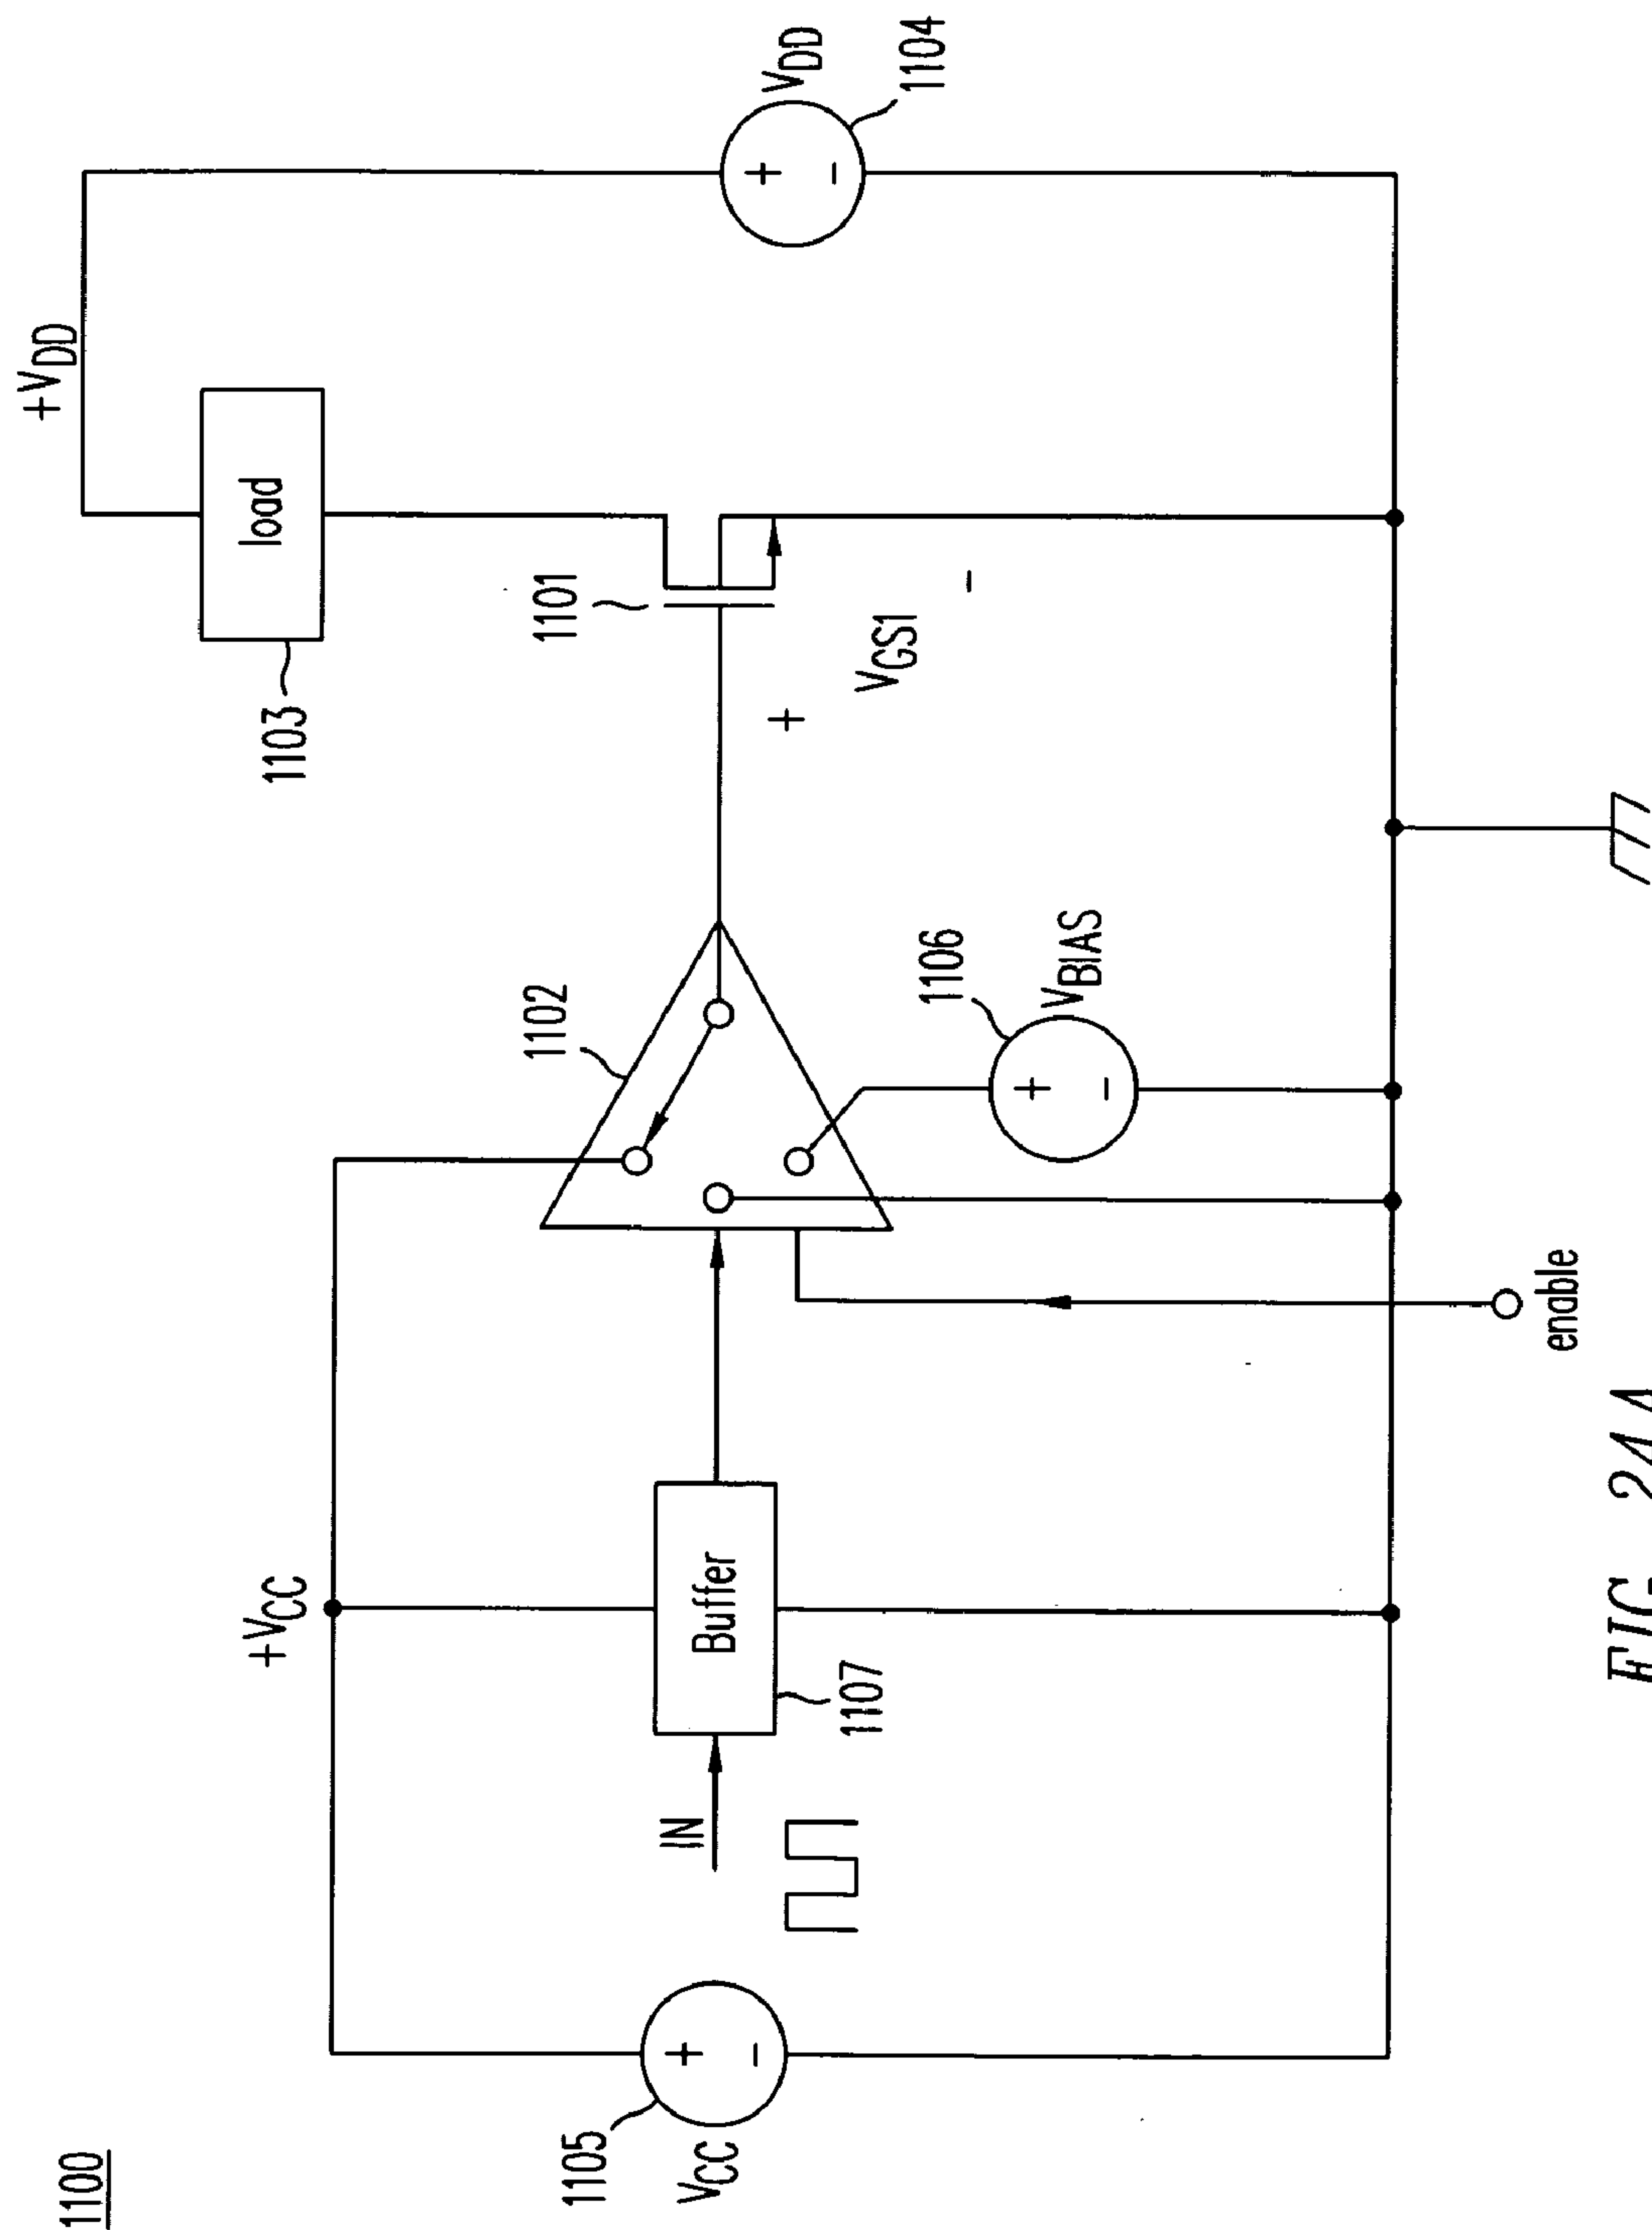 1100
+VDD
load
1103
1101
+
VGS1
-
VDD
+
-
1104
1102
+VCC
Buffer
1107
IN
1105
VCC
+
-
1106
VBIAS
+
-
enable
FIG. 24A